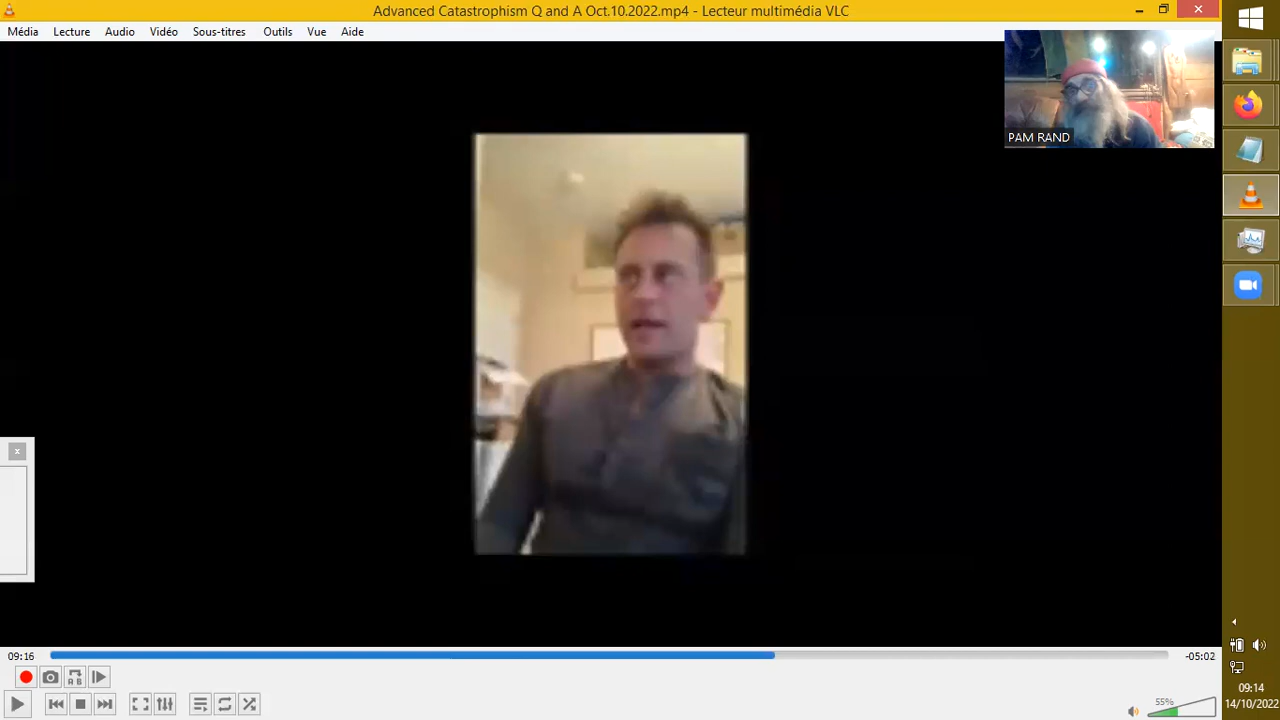 Advanced Catastrophism Q and A Oct.10.2022.mp4 - Lecteur multimédia VLC
Média Lecture Audio Vidéo Sous-titres Outils Vue Aide
PAM RAND
x
09:16 -05:02
A B
55%
09:14
14/10/2022